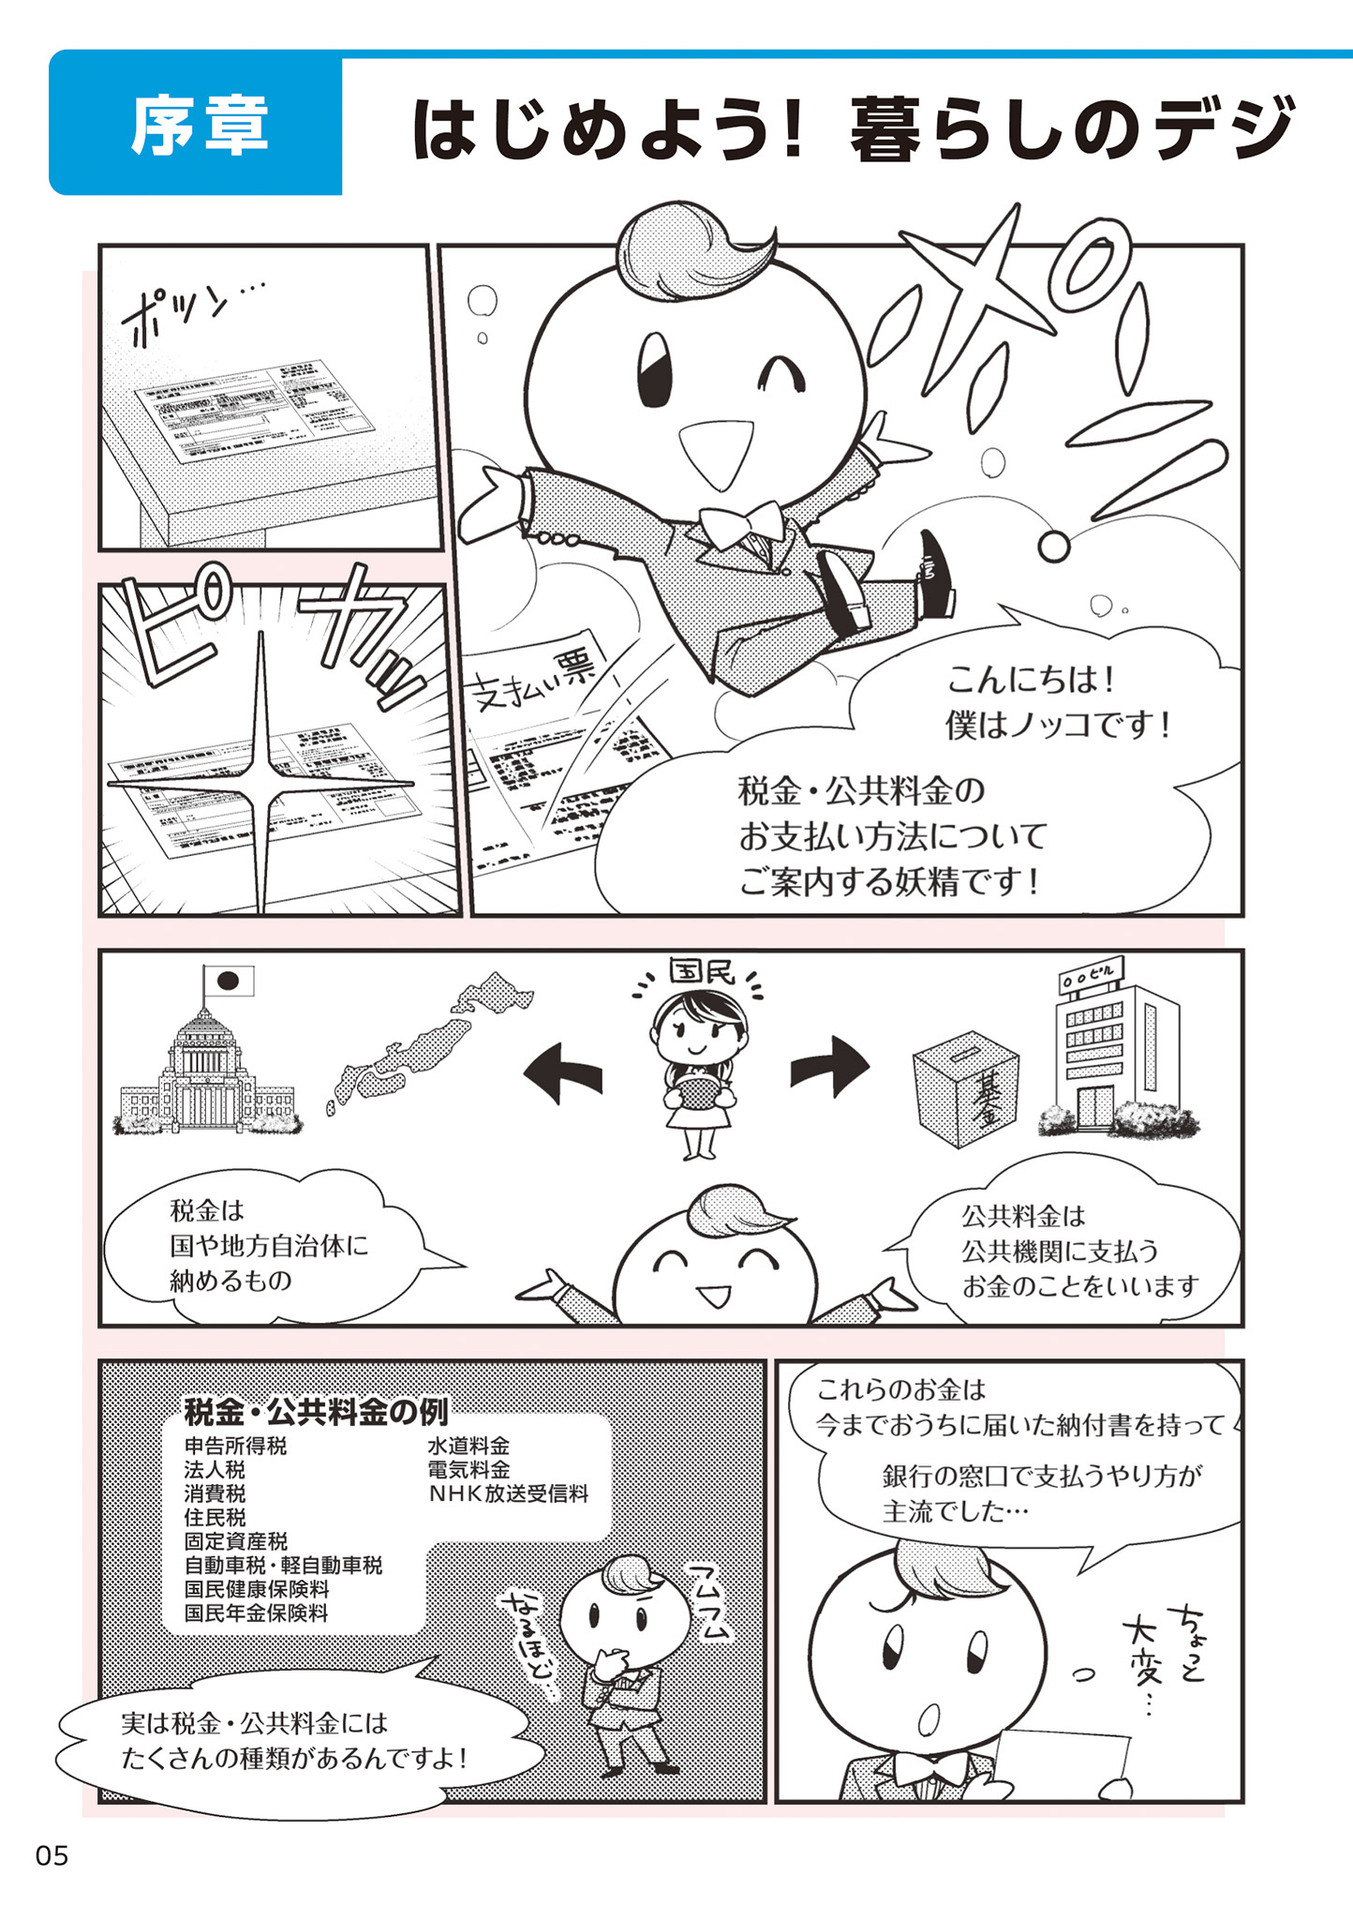 序章
はじめよう! 暮らしのデジ
ポツン…
ピカッ
ポン
支払い票
こんにちは!
僕はノッコです!
税金・公共料金の
お支払い方法について
ご案内する妖精です!
国民
○○ビル
基金
税金は
国や地方自治体に
納めるもの
公共料金は
公共機関に支払う
お金のことをいいます
税金・公共料金の例
申告所得税
法人税
消費税
住民税
固定資産税
自動車税・軽自動車税
国民健康保険料
国民年金保険料
水道料金
電気料金
NHK放送受信料
フムフム
なるほど…
実は税金・公共料金には
たくさんの種類があるんですよ!
これらのお金は
今までおうちに届いた納付書を持って
銀行の窓口で支払うやり方が
主流でした…
ちょっと
大変…
05